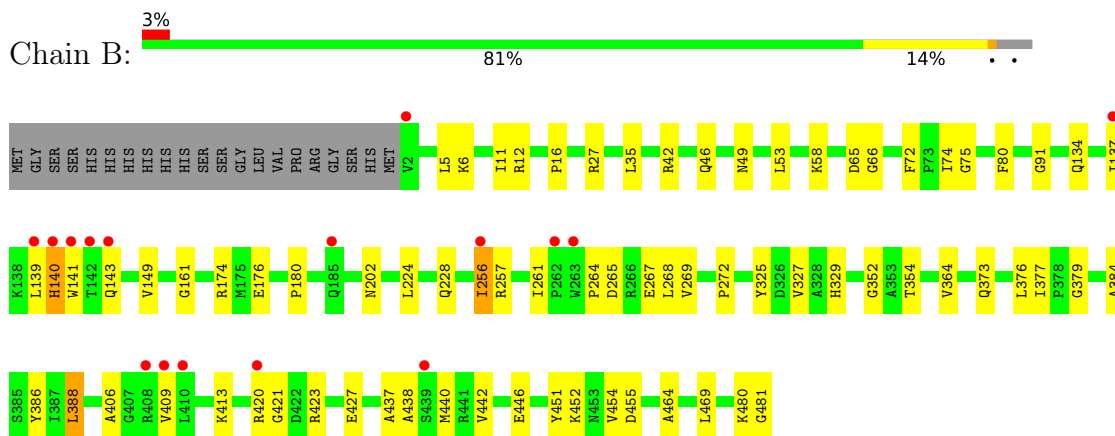 3%
Chain B:
81% 14% • •
MET GLY SER SER HIS HIS HIS HIS HIS HIS SER SER GLY LEU VAL PRO ARG GLY SER HIS MET V2 L5 K6 I11 R12 P16 R27 L35 R42 Q46 N49 L53 K58 D65 G66 F72 P73 I74 G75 F80 G91 Q134 I137
K138 L139 H140 W141 T142 Q143 V149 G161 R174 M175 E176 P180 Q185 N202 L224 Q228 I256 R257 I261 P262 W263 P264 D265 R266 E267 L268 V269 P272 Y325 D326 V327 A328 H329 G352 A353 T354 V364 Q373 L376 I377 P378 G379 A384
S385 Y386 I387 L388 A406 G407 R408 V409 L410 K413 R420 G421 D422 R423 E427 A437 A438 S439 M440 R441 V442 E446 Y451 K452 N453 V454 D455 A464 L469 K480 G481